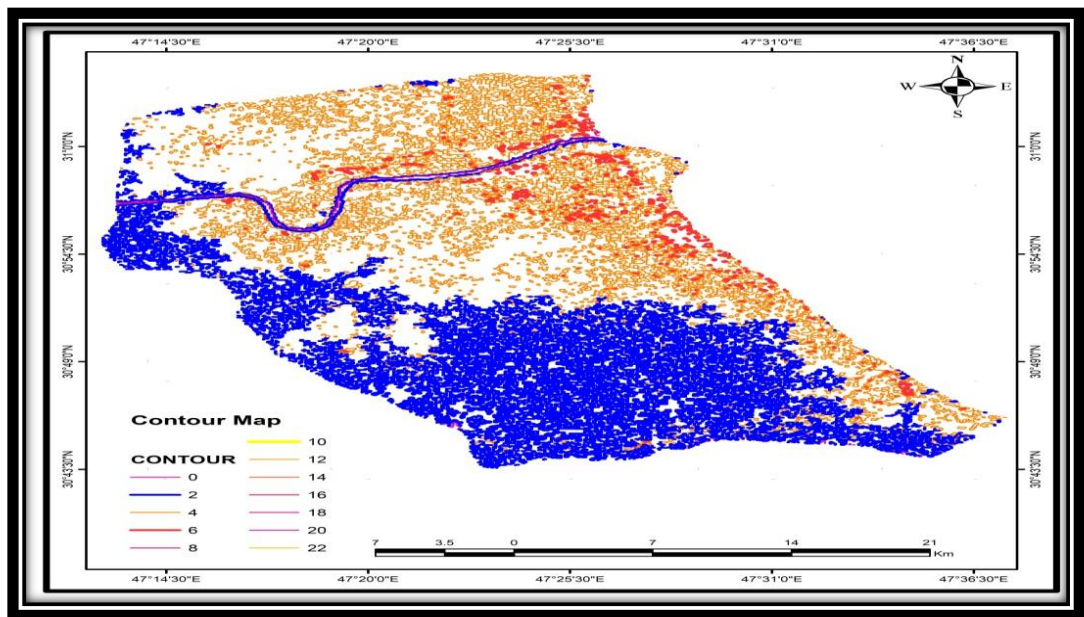 47°14'30"E 47°20'0"E 47°25'30"E 47°31'0"E 47°36'30"E
N
W E
S
31°0'0"N 31°0'0"N
30°54'30"N 30°54'30"N
30°49'0"N 30°49'0"N
30°43'30"N 30°43'30"N
Contour Map
CONTOUR
0
2
4
6
8
10
12
14
16
18
20
22
7 3.5 0 7 14 21
Km
47°14'30"E 47°20'0"E 47°25'30"E 47°31'0"E 47°36'30"E